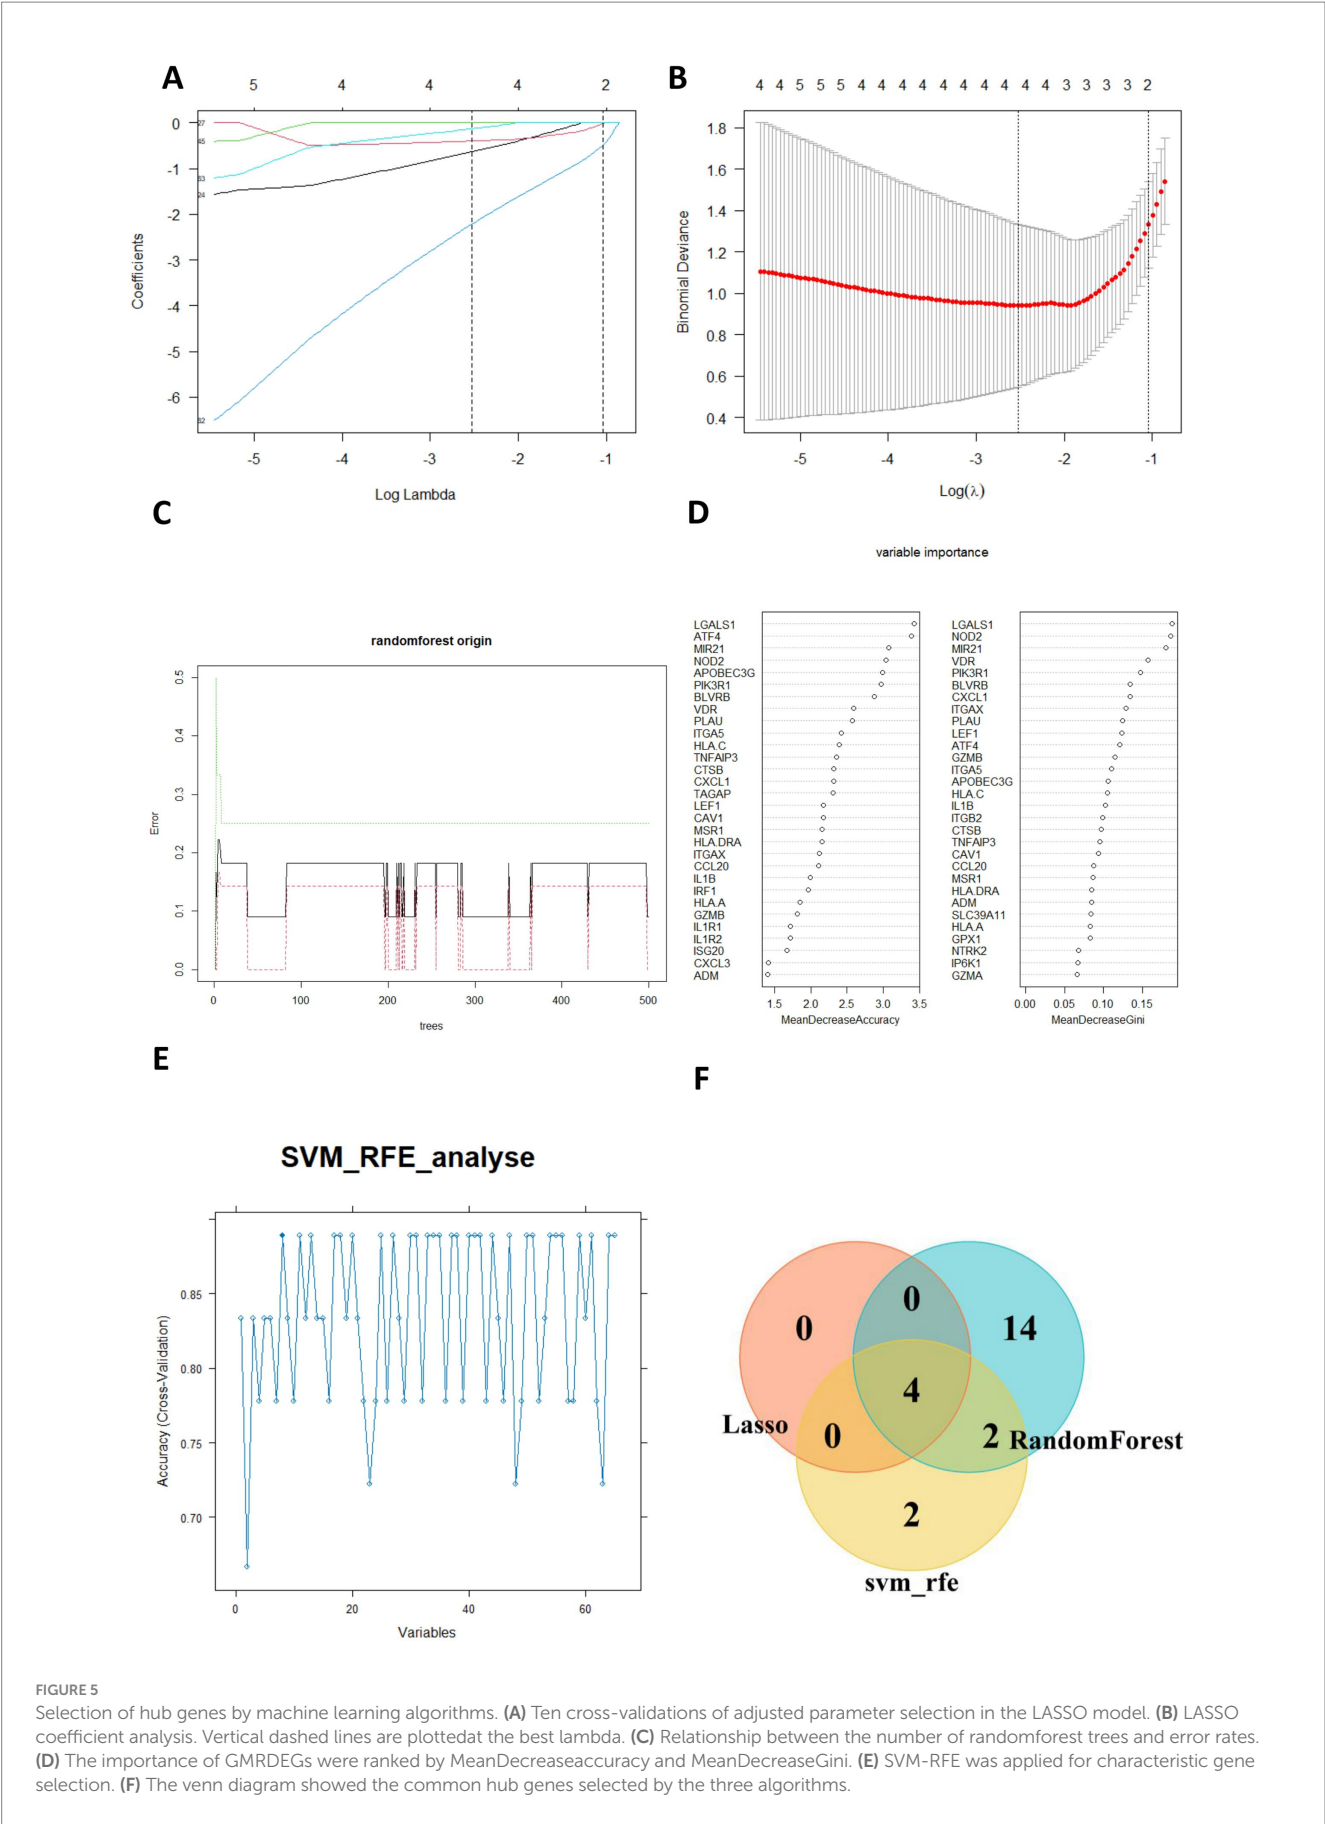 A
5 4 4 4 2
0
-1
-2
-3
-4
-5
-6
Coefficients
27
45
63
24
62
-5 -4 -3 -2 -1
Log Lambda
B
4 4 5 5 5 4 4 4 4 4 4 4 4 4 4 3 3 3 3 2
1.8
1.6
1.4
1.2
1.0
0.8
0.6
0.4
Binomial Deviance
-5 -4 -3 -2 -1
Log(λ)
C
randomforest origin
0.5
0.4
0.3
0.2
0.1
0.0
Error
0 100 200 300 400 500
trees
D
variable importance
LGALS1
ATF4
MIR21
NOD2
APOBEC3G
PIK3R1
BLVRB
VDR
PLAU
ITGA5
HLA.C
TNFAIP3
CTSB
CXCL1
TAGAP
LEF1
CAV1
MSR1
HLA.DRA
ITGAX
CCL20
IL1B
IRF1
HLA.A
GZMB
IL1R1
IL1R2
ISG20
CXCL3
ADM
1.5 2.0 2.5 3.0 3.5
MeanDecreaseAccuracy
LGALS1
NOD2
MIR21
VDR
PIK3R1
BLVRB
CXCL1
ITGAX
PLAU
LEF1
ATF4
GZMB
ITGA5
APOBEC3G
HLA.C
IL1B
ITGB2
CTSB
TNFAIP3
CAV1
CCL20
MSR1
HLA.DRA
ADM
SLC39A11
HLA.A
GPX1
NTRK2
IP6K1
GZMA
0.00 0.05 0.10 0.15
MeanDecreaseGini
E
SVM_RFE_analyse
0.85
0.80
0.75
0.70
Accuracy (Cross-Validation)
0 20 40 60
Variables
F
0
0
14
4
Lasso
0
2
RandomForest
2
svm_rfe
FIGURE 5
Selection of hub genes by machine learning algorithms. (A) Ten cross-validations of adjusted parameter selection in the LASSO model. (B) LASSO
coefficient analysis. Vertical dashed lines are plottedat the best lambda. (C) Relationship between the number of randomforest trees and error rates.
(D) The importance of GMRDEGs were ranked by MeanDecreaseaccuracy and MeanDecreaseGini. (E) SVM-RFE was applied for characteristic gene
selection. (F) The venn diagram showed the common hub genes selected by the three algorithms.